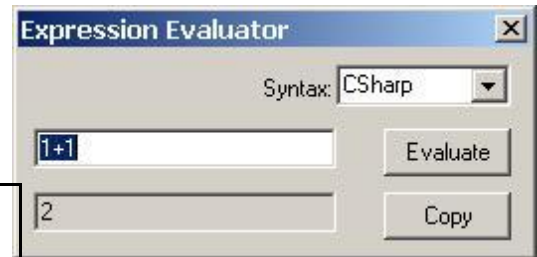 Expression Evaluator
Syntax: CSharp
1+1 Evaluate
2 Copy